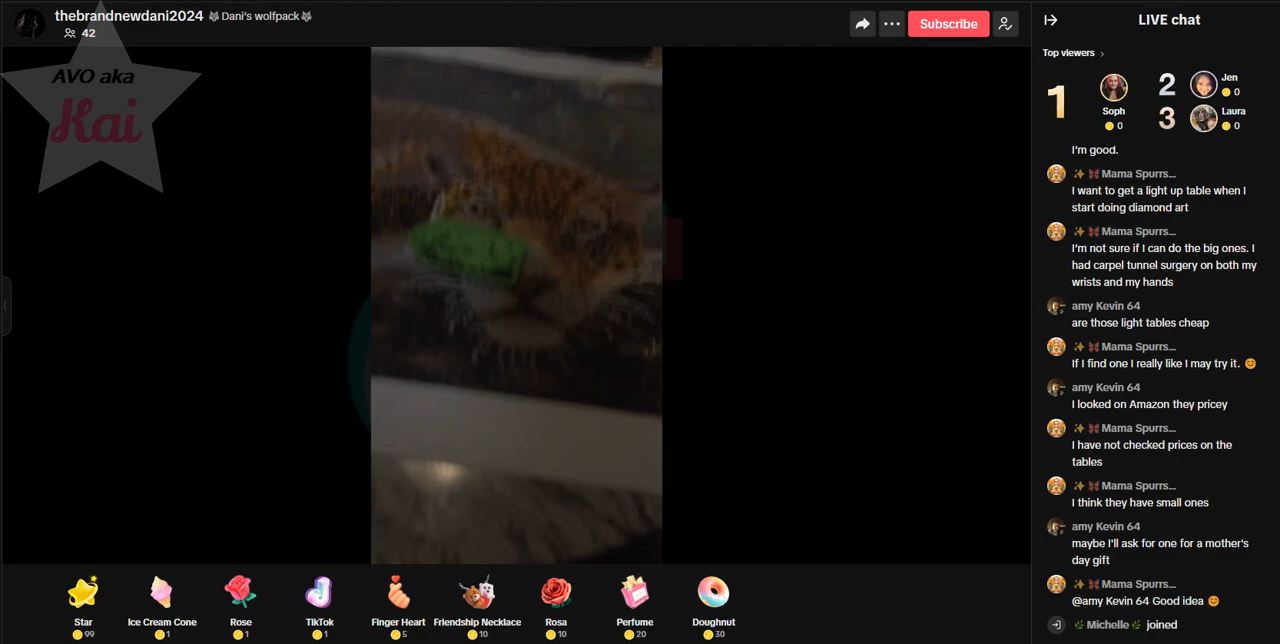 thebrandnewdani2024 🐺Dani's wolfpack🐺
42
Subscribe
AVO aka
Kai
LIVE chat
Top viewers
1
Soph
0
2
Jen
0
3
Laura
0
I'm good.
✨🦋Mama Spurrs...
I want to get a light up table when I
start doing diamond art
✨🦋Mama Spurrs...
I'm not sure if I can do the big ones. I
had carpel tunnel surgery on both my
wrists and my hands
amy Kevin 64
are those light tables cheap
✨🦋Mama Spurrs...
If I find one I really like I may try it. 😊
amy Kevin 64
I looked on Amazon they pricey
✨🦋Mama Spurrs...
I have not checked prices on the
tables
✨🦋Mama Spurrs...
I think they have small ones
amy Kevin 64
maybe I'll ask for one for a mother's
day gift
✨🦋Mama Spurrs...
@amy Kevin 64 Good idea 😊
🌿Michelle🌿 joined
Star
99
Ice Cream Cone
1
Rose
1
TikTok
1
Finger Heart
5
Friendship Necklace
10
Rosa
10
Perfume
20
Doughnut
30